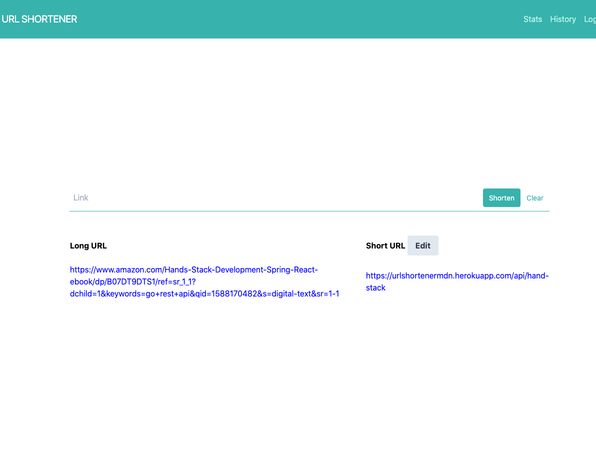 URL SHORTENER
Stats History Log
Link
Shorten Clear
Long URL
Short URL Edit
https://www.amazon.com/Hands-Stack-Development-Spring-React-
ebook/dp/B07DT9DTS1/ref=sr_1_1?
dchild=1&keywords=go+rest+api&qid=1588170482&s=digital-text&sr=1-1
https://urlshortenermdn.herokuapp.com/api/hand-
stack